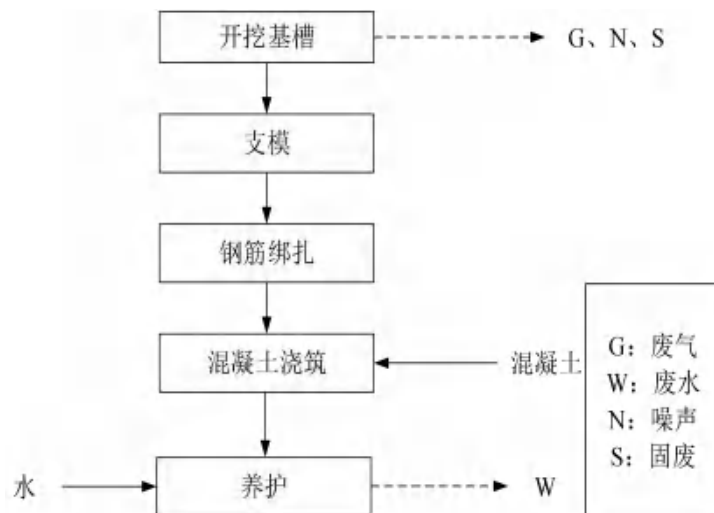 开挖基槽
G、N、S
支模
钢筋绑扎
混凝土浇筑
混凝土
水
养护
W
G：废气
W：废水
N：噪声
S：固废